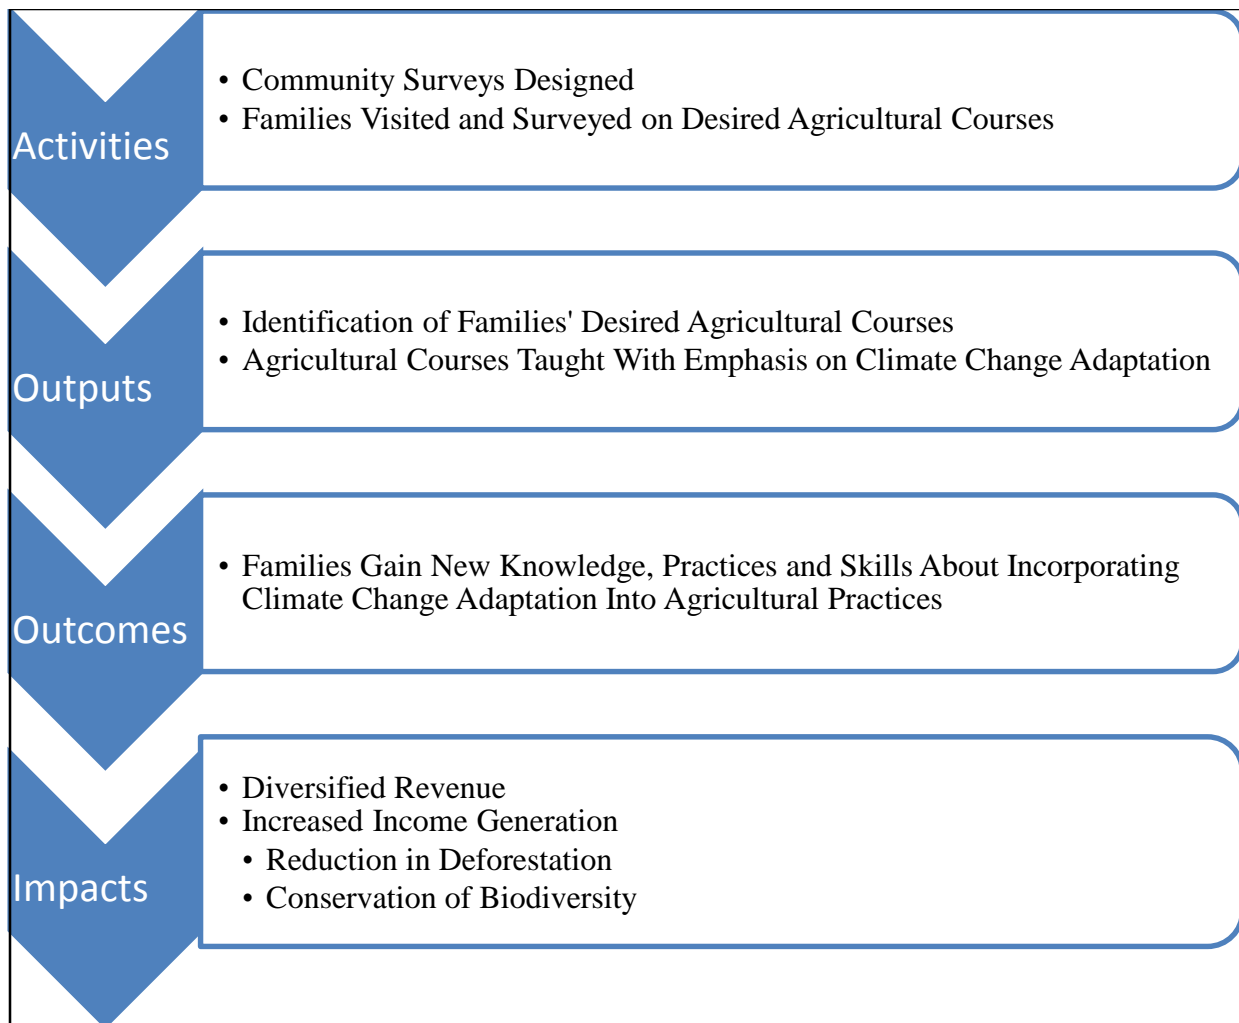 Activities
• Community Surveys Designed
• Families Visited and Surveyed on Desired Agricultural Courses
Outputs
• Identification of Families' Desired Agricultural Courses
• Agricultural Courses Taught With Emphasis on Climate Change Adaptation
Outcomes
• Families Gain New Knowledge, Practices and Skills About Incorporating
Climate Change Adaptation Into Agricultural Practices
Impacts
• Diversified Revenue
• Increased Income Generation
• Reduction in Deforestation
• Conservation of Biodiversity